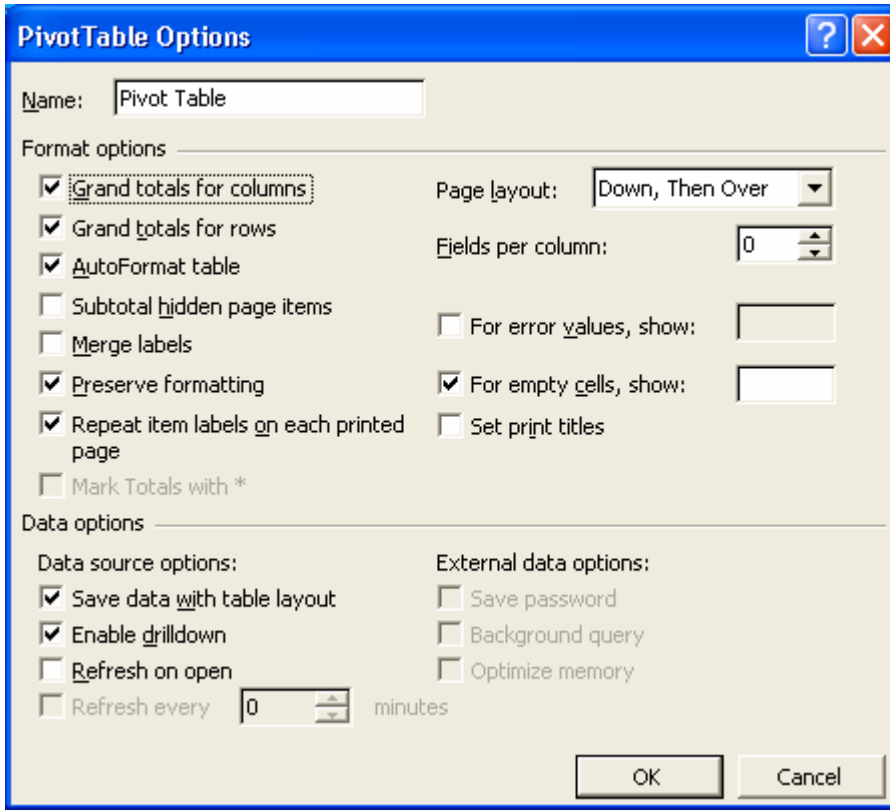 PivotTable Options
Name: Pivot Table
Format options
Grand totals for columns
Grand totals for rows
AutoFormat table
Subtotal hidden page items
Merge labels
Preserve formatting
Repeat item labels on each printed
page
Mark Totals with *
Page layout: Down, Then Over
Fields per column: 0
For error values, show:
For empty cells, show:
Set print titles
Data options
Data source options:
Save data with table layout
Enable drilldown
Refresh on open
Refresh every 0 minutes
External data options:
Save password
Background query
Optimize memory
OK
Cancel